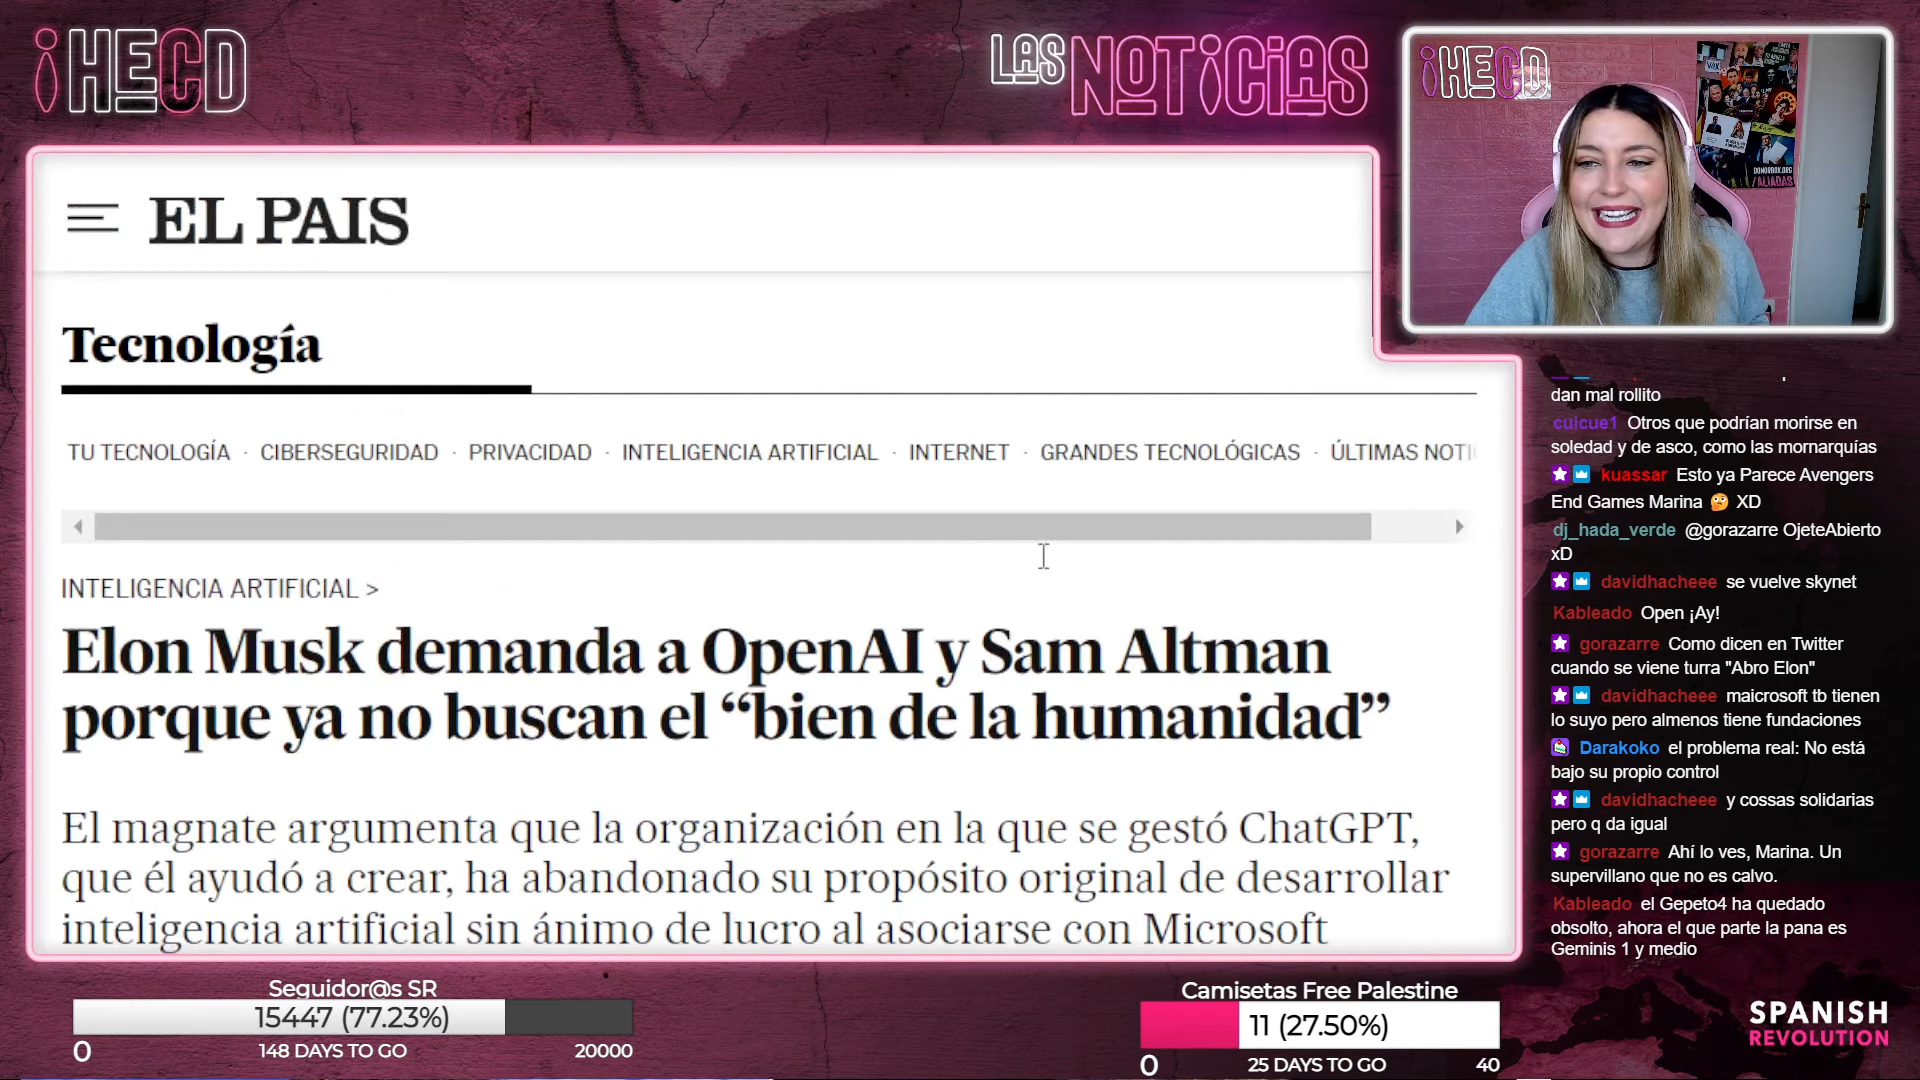 ¡HECD
LAS NOTICIAS
¡HECD
EL PAIS
Tecnología
TU TECNOLOGÍA · CIBERSEGURIDAD · PRIVACIDAD · INTELIGENCIA ARTIFICIAL · INTERNET · GRANDES TECNOLÓGICAS · ÚLTIMAS NOTI
INTELIGENCIA ARTIFICIAL >
Elon Musk demanda a OpenAI y Sam Altman
porque ya no buscan el “bien de la humanidad”
El magnate argumenta que la organización en la que se gestó ChatGPT,
que él ayudó a crear, ha abandonado su propósito original de desarrollar
inteligencia artificial sin ánimo de lucro al asociarse con Microsoft
VOX
DONORBOX.ORG
/ALIADAS
dan mal rollito
cuicue1 Otros que podrían morirse en
soledad y de asco, como las mornarquías
kuassar Esto ya Parece Avengers
End Games Marina 🤔 XD
dj_hada_verde @gorazarre OjeteAbierto
xD
davidhacheee se vuelve skynet
Kableado Open ¡Ay!
gorazarre Como dicen en Twitter
cuando se viene turra "Abro Elon"
davidhacheee maicrosoft tb tienen
lo suyo pero almenos tiene fundaciones
Darakoko el problema real: No está
bajo su propio control
davidhacheee y cossas solidarias
pero q da igual
gorazarre Ahí lo ves, Marina. Un
supervillano que no es calvo.
Kableado el Gepeto4 ha quedado
obsolto, ahora el que parte la pana es
Geminis 1 y medio
Seguidor@s SR
15447 (77.23%)
0 148 DAYS TO GO 20000
Camisetas Free Palestine
11 (27.50%)
0 25 DAYS TO GO 40
SPANISH
REVOLUTION